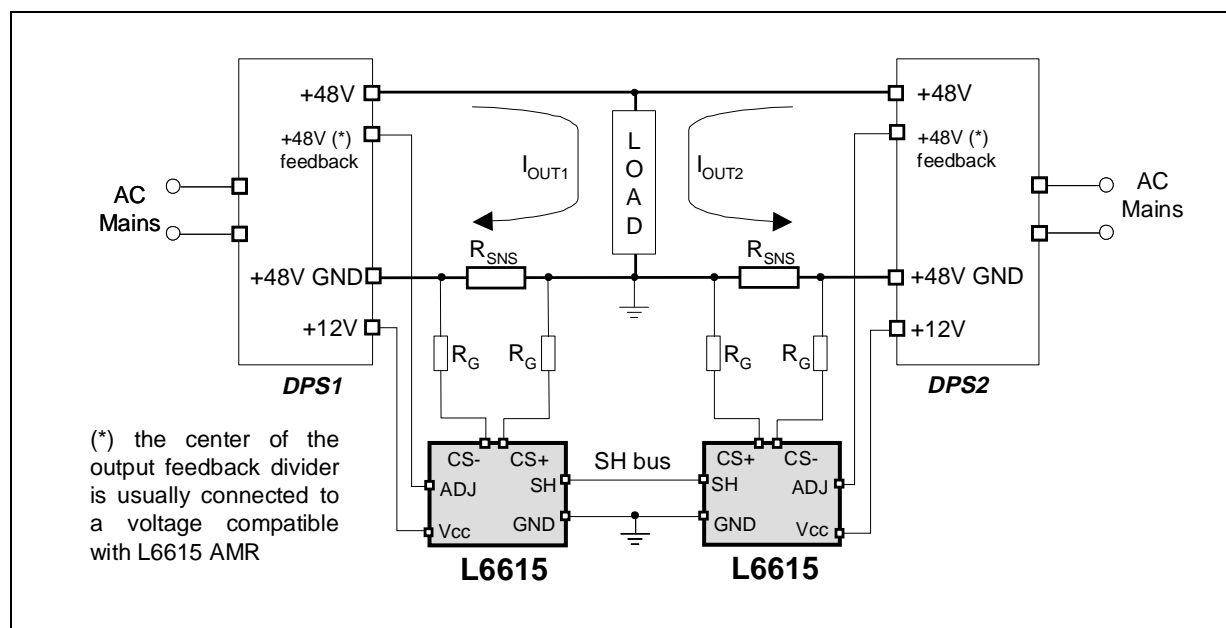 +48V
+48V (*)
feedback
AC
Mains
+48V GND
+12V
DPS1
I_OUT1
LOAD
I_OUT2
R_SNS
R_SNS
+48V
+48V (*)
feedback
AC
Mains
+48V GND
+12V
DPS2
R_G
R_G
R_G
R_G
(*) the center of the
output feedback divider
is usually connected to
a voltage compatible
with L6615 AMR
CS- CS+
ADJ
SH
GND
Vcc
L6615
SH bus
CS+ CS-
SH
ADJ
GND
Vcc
L6615